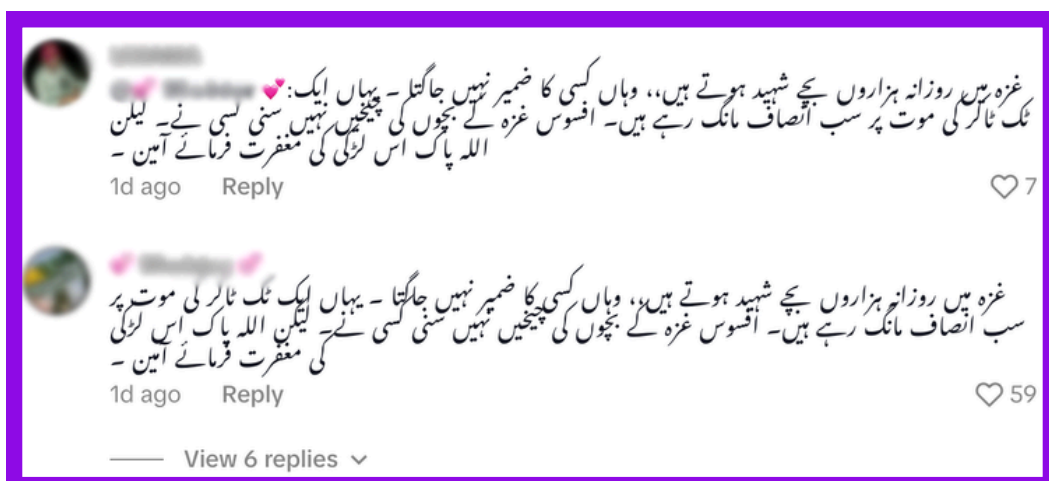 غزہ میں روزانہ ہزاروں بچے شہید ہوتے ہیں،، وہاں کسی کا ضمیر نہیں جاگتا ۔ یہاں ایک:💕 @💕
ٹک ٹاکر کی موت پر سب انصاف مانگ رہے ہیں۔ افسوس غزہ کے بچوں کی چیخیں نہیں سنی کسی نے۔ لیکن
اللہ پاک اس لڑکی کی مغفرت فرمائے آمین ۔
1d ago Reply 7
غزہ میں روزانہ ہزاروں بچے شہید ہوتے ہیں،، وہاں کسی کا ضمیر نہیں جاگتا ۔ یہاں ایک ٹک ٹاکر کی موت پر
سب انصاف مانگ رہے ہیں۔ افسوس غزہ کے بچوں کی چیخیں نہیں سنی کسی نے۔ لیکن اللہ پاک اس لڑکی
کی مغفرت فرمائے آمین ۔
1d ago Reply 59
View 6 replies